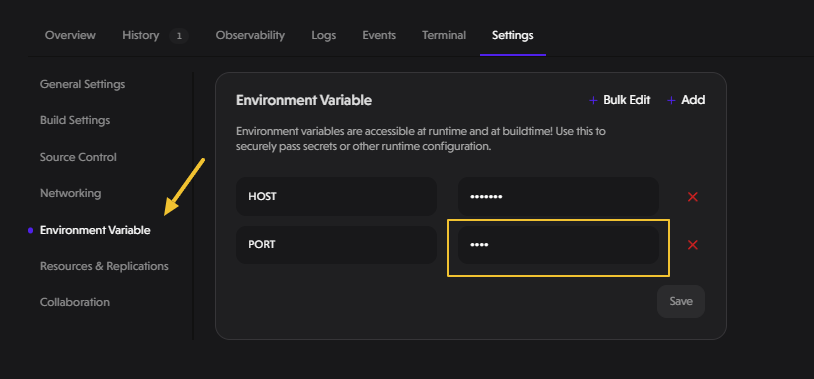 Overview History 1 Observability Logs Events Terminal Settings
General Settings
Build Settings
Source Control
Networking
Environment Variable
Resources & Replications
Collaboration
Environment Variable
+ Bulk Edit + Add
Environment variables are accessible at runtime and at buildtime! Use this to
securely pass secrets or other runtime configuration.
HOST •••••••
PORT ••••
Save